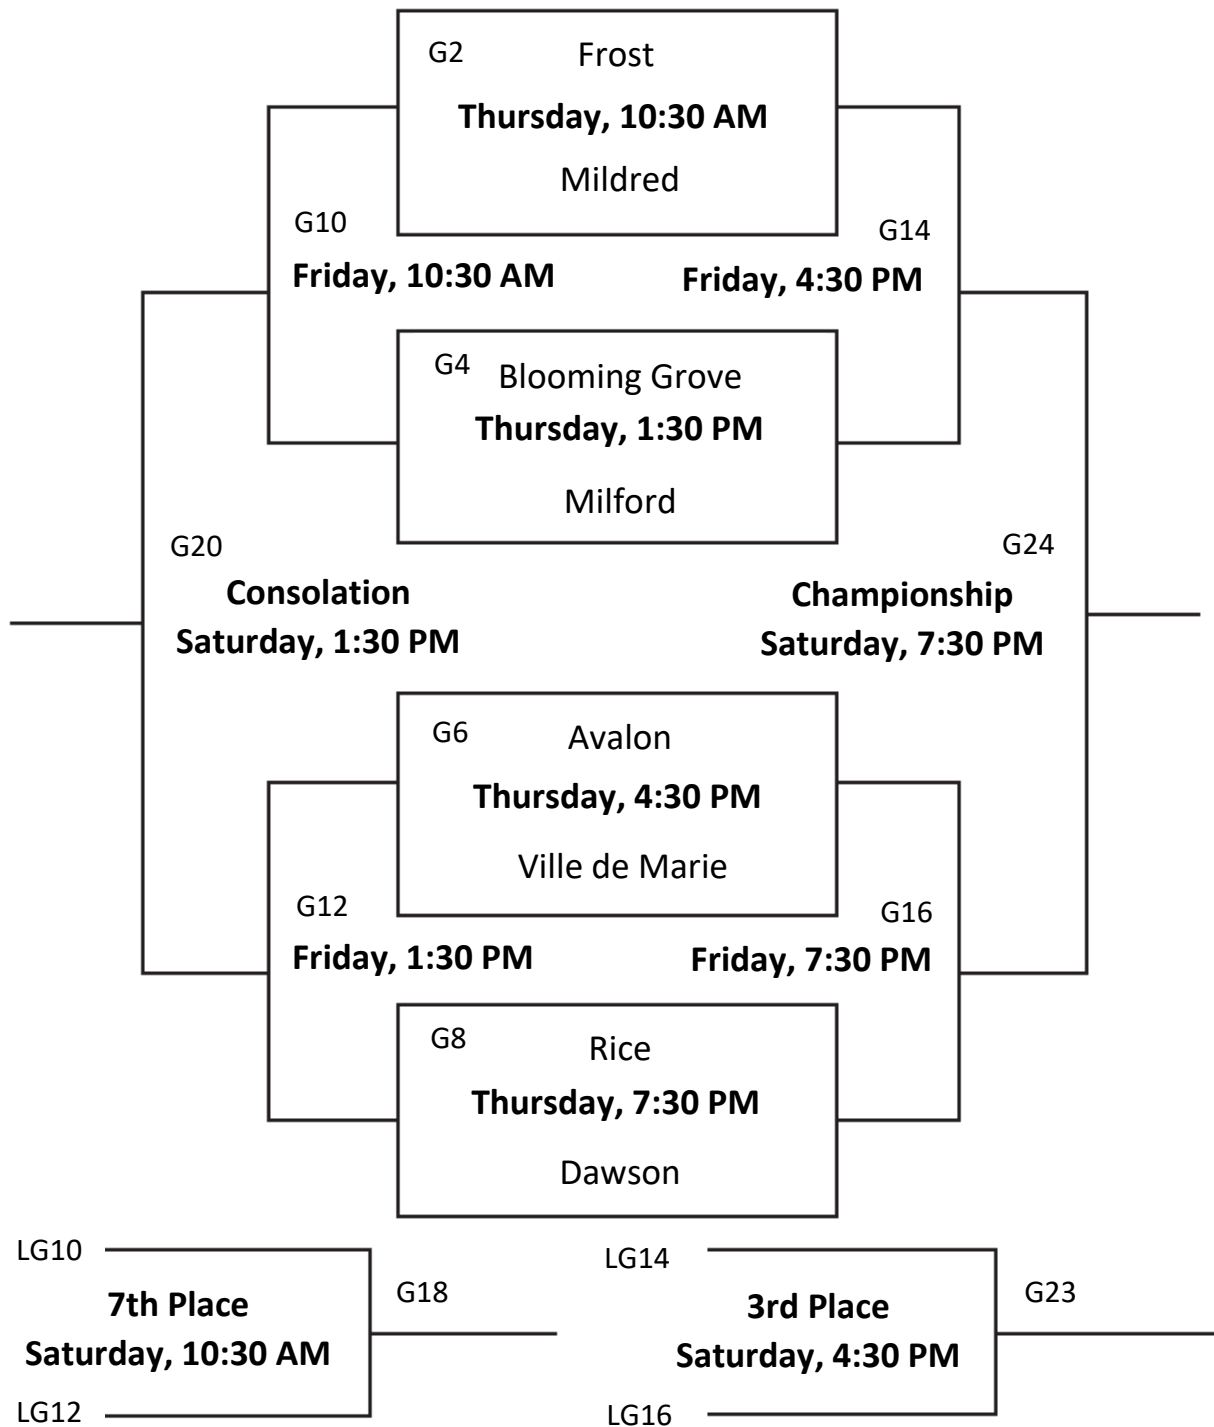 G2 Frost
Thursday, 10:30 AM
Mildred
G10
G14
Friday, 10:30 AM
Friday, 4:30 PM
G4 Blooming Grove
Thursday, 1:30 PM
Milford
G20
G24
Consolation
Championship
Saturday, 1:30 PM
Saturday, 7:30 PM
G6 Avalon
Thursday, 4:30 PM
Ville de Marie
G12
G16
Friday, 1:30 PM
Friday, 7:30 PM
G8 Rice
Thursday, 7:30 PM
Dawson
LG10
7th Place
G18
Saturday, 10:30 AM
LG12
LG14
3rd Place
G23
Saturday, 4:30 PM
LG16